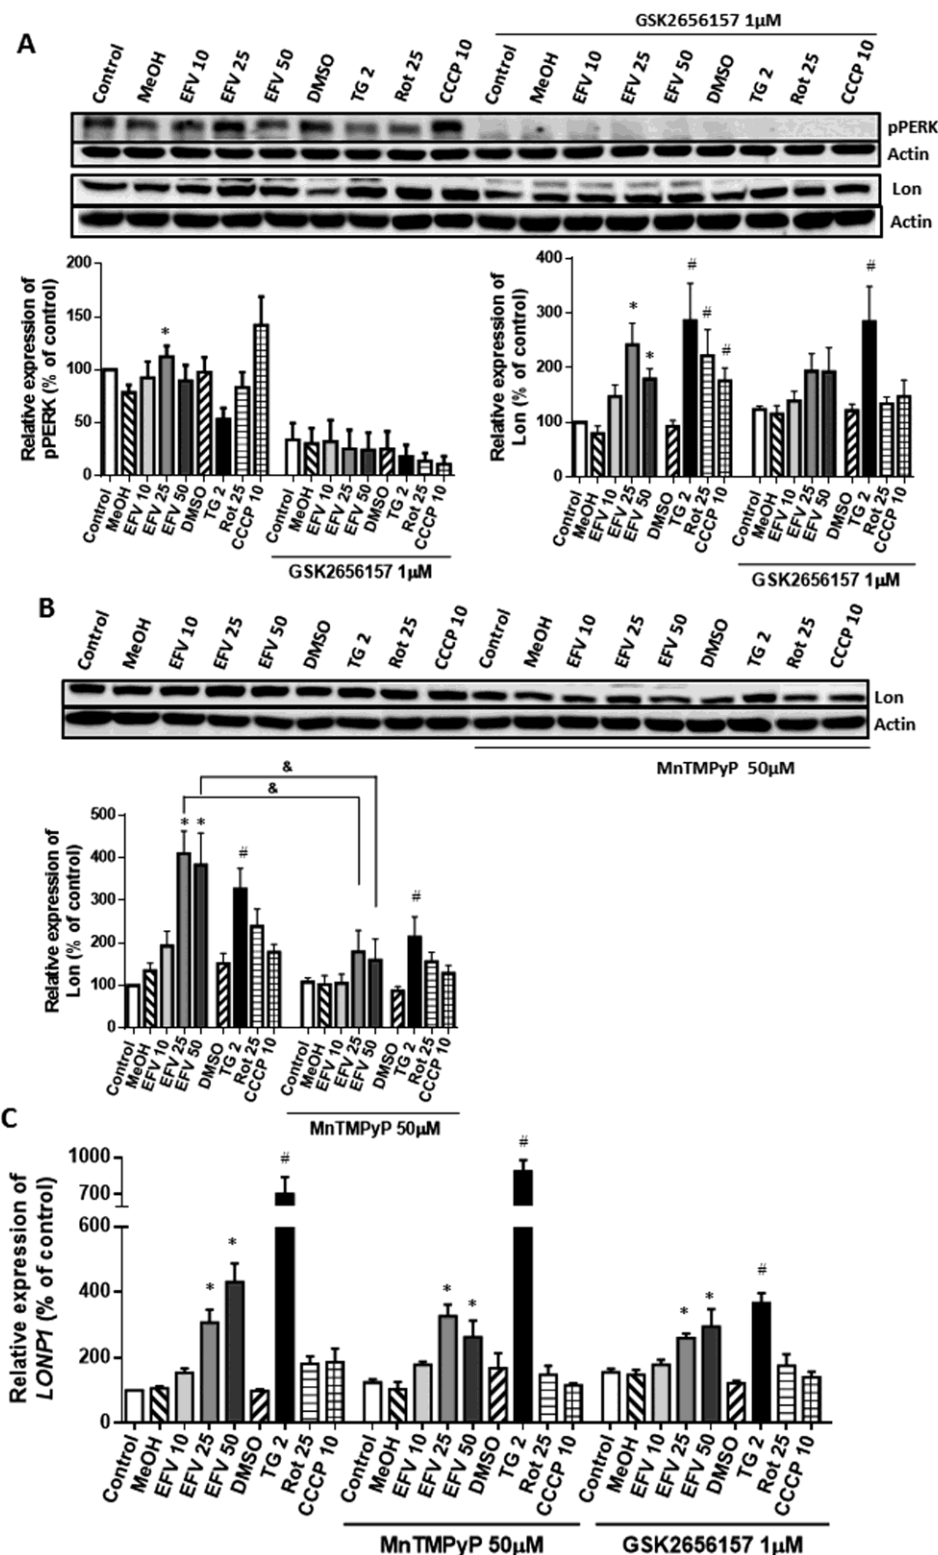 A
GSK2656157 1µM
Control MeOH EFV 10 EFV 25 EFV 50 DMSO TG 2 Rot 25 CCCP 10 Control MeOH EFV 10 EFV 25 EFV 50 DMSO TG 2 Rot 25 CCCP 10
pPERK
Actin
Lon
Actin
Relative expression of
pPERK (% of control)
200
150
100
50
0
*
Control MeOH EFV 10 EFV 25 EFV 50 DMSO TG 2 Rot 25 CCCP 10 Control MeOH EFV 10 EFV 25 EFV 50 DMSO TG 2 Rot 25 CCCP 10
GSK2656157 1µM
Relative expression of
Lon (% of control)
400
300
200
100
0
* * # # # #
Control MeOH EFV 10 EFV 25 EFV 50 DMSO TG 2 Rot 25 CCCP 10 Control MeOH EFV 10 EFV 25 EFV 50 DMSO TG 2 Rot 25 CCCP 10
GSK2656157 1µM
B
Control MeOH EFV 10 EFV 25 EFV 50 DMSO TG 2 Rot 25 CCCP 10 Control MeOH EFV 10 EFV 25 EFV 50 DMSO TG 2 Rot 25 CCCP 10
Lon
Actin
MnTMPyP 50µM
&
&
Relative expression of
Lon (% of control)
500
400
300
200
100
0
* * # #
Control MeOH EFV 10 EFV 25 EFV 50 DMSO TG 2 Rot 25 CCCP 10 Control MeOH EFV 10 EFV 25 EFV 50 DMSO TG 2 Rot 25 CCCP 10
MnTMPyP 50µM
C
Relative expression of
LONP1 (% of control)
1000
700
600
400
200
0
* * # * * # * * #
Control MeOH EFV 10 EFV 25 EFV 50 DMSO TG 2 Rot 25 CCCP 10 Control MeOH EFV 10 EFV 25 EFV 50 DMSO TG 2 Rot 25 CCCP 10 Control MeOH EFV 10 EFV 25 EFV 50 DMSO TG 2 Rot 25 CCCP 10
MnTMPyP 50µM GSK2656157 1µM